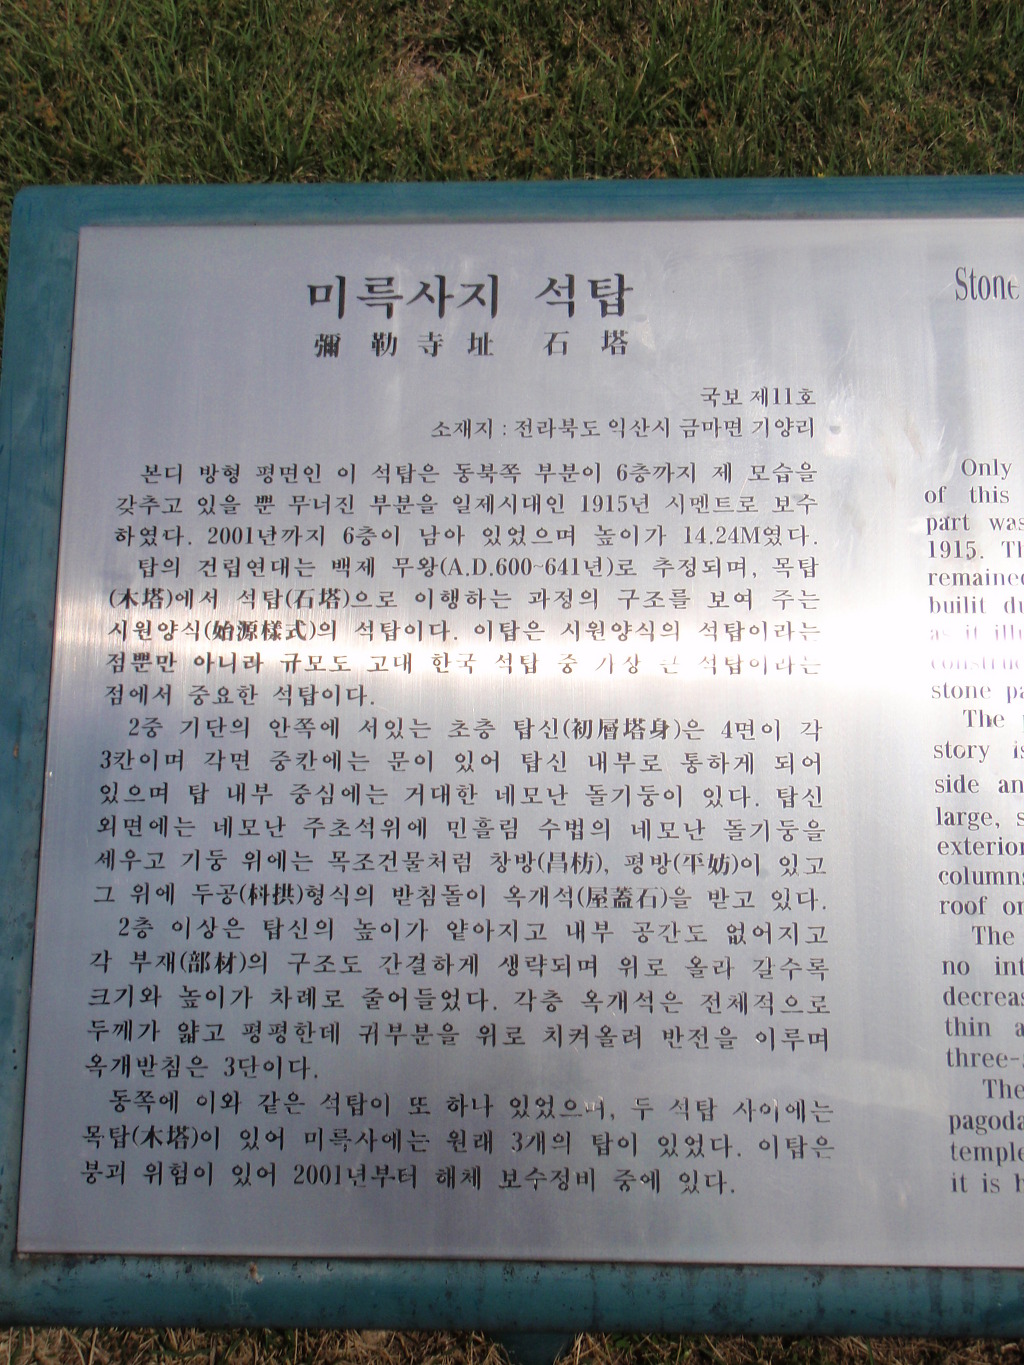 미륵사지 석탑
彌勒寺址 石塔
국보 제11호
소재지 : 전라북도 익산시 금마면 기양리
본디 방형 평면인 이 석탑은 동북쪽 부분이 6층까지 제 모습을
갖추고 있을 뿐 무너진 부분을 일제시대인 1915년 시멘트로 보수
하였다. 2001년까지 6층이 남아 있었으며 높이가 14.24M였다.
탑의 건립연대는 백제 무왕(A.D.600~641년)로 추정되며, 목탑
(木塔)에서 석탑(石塔)으로 이행하는 과정의 구조를 보여 주는
시원양식(始源樣式)의 석탑이다. 이탑은 시원양식의 석탑이라는
점뿐만 아니라 규모도 고대 한국 석탑 중 가장 큰 석탑이라는
점에서 중요한 석탑이다.
2중 기단의 안쪽에 서있는 초층 탑신(初層塔身)은 4면이 각
3칸이며 각면 중칸에는 문이 있어 탑신 내부로 통하게 되어
있으며 탑 내부 중심에는 거대한 네모난 돌기둥이 있다. 탑신
외면에는 네모난 주초석위에 민흘림 수법의 네모난 돌기둥을
세우고 기둥 위에는 목조건물처럼 창방(昌枋), 평방(平妨)이 있고
그 위에 두공(枓拱)형식의 받침돌이 옥개석(屋蓋石)을 받고 있다.
2층 이상은 탑신의 높이가 얕아지고 내부 공간도 없어지고
각 부재(部材)의 구조도 간결하게 생략되며 위로 올라 갈수록
크기와 높이가 차례로 줄어들었다. 각층 옥개석은 전체적으로
두께가 얇고 평평한데 귀부분을 위로 치켜올려 반전을 이루며
옥개받침은 3단이다.
동쪽에 이와 같은 석탑이 또 하나 있었으며, 두 석탑 사이에는
목탑(木塔)이 있어 미륵사에는 원래 3개의 탑이 있었다. 이탑은
붕괴 위험이 있어 2001년부터 해체 보수정비 중에 있다.
Stone
Only
of this
part was
1915. Th
remained
builit du
as it illu
construc
stone pa
The
story is
side an
large, s
exterior
columns
roof on
The
no int
decreas
thin a
three-
The
pagoda
temple
it is h